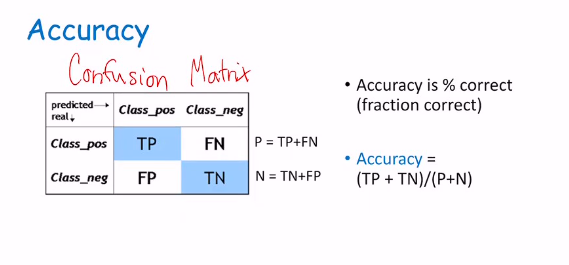 Accuracy
Confusion Matrix
predicted → Class_pos Class_neg
real ↓
Class_pos TP FN P = TP+FN
Class_neg FP TN N = TN+FP
• Accuracy is % correct
(fraction correct)
• Accuracy =
(TP + TN)/(P+N)